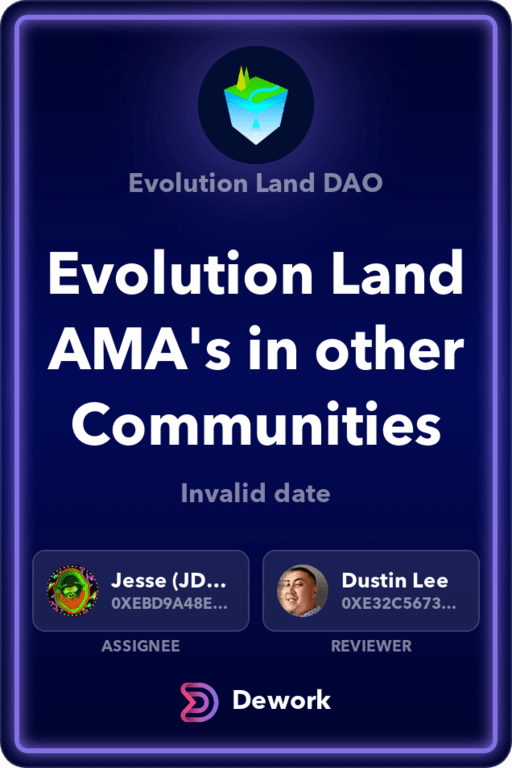 Evolution Land DAO
Evolution Land
AMA's in other
Communities
Invalid date
Jesse (JD...
0XEBD9A48E...
ASSIGNEE
Dustin Lee
0XE32C5673...
REVIEWER
Dework